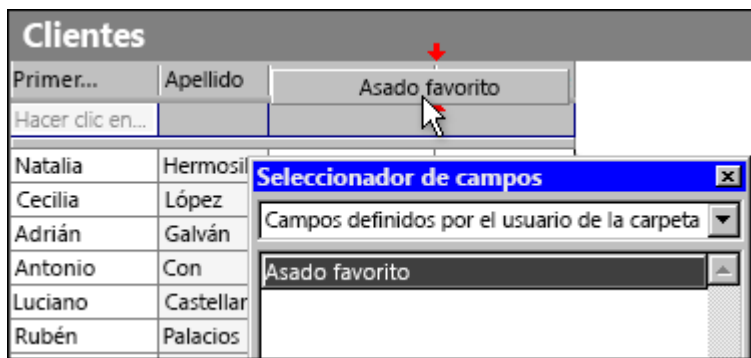 Clientes
Primer... Apellido Asado favorito
Hacer clic en...
Natalia Hermosil
Cecilia López
Adrián Galván
Antonio Con
Luciano Castellar
Rubén Palacios
Seleccionador de campos
Campos definidos por el usuario de la carpeta
Asado favorito